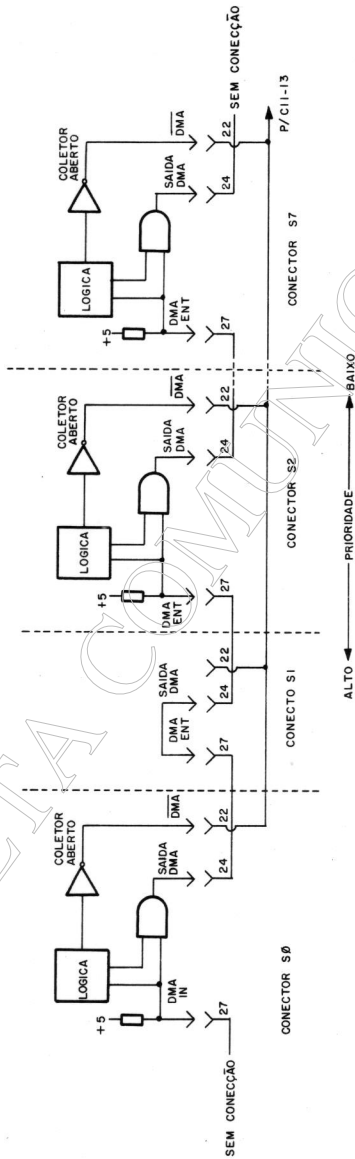 SEM CONECÇÃO
+5
LOGICA
COLETOR
ABERTO
DMA
IN
SAIDA
DMA
DMA
27
24
22
CONECTOR SØ
DMA
ENT
SAIDA
DMA
27
24
22
CONECTO S1
+5
LOGICA
COLETOR
ABERTO
DMA
ENT
SAIDA
DMA
DMA
27
24
22
CONECTOR S2
+5
LOGICA
COLETOR
ABERTO
DMA
ENT
SAIDA
DMA
DMA
27
24
22
SEM CONECÇÃO
P/C11-13
CONECTOR S7
ALTO PRIORIDADE BAIXO
ETA COMUNIC